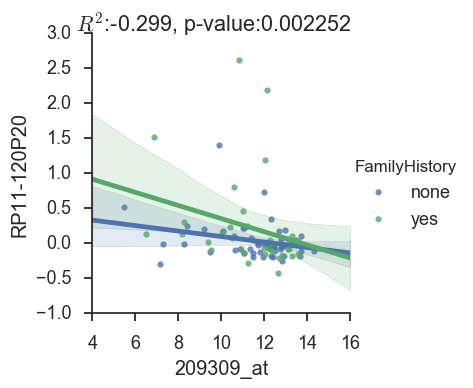 R²:-0.299, p-value:0.002252
3.0
2.5
2.0
1.5
1.0
0.5
0.0
−0.5
−1.0
RP11-120P20
4 6 8 10 12 14 16
209309_at
FamilyHistory
none
yes